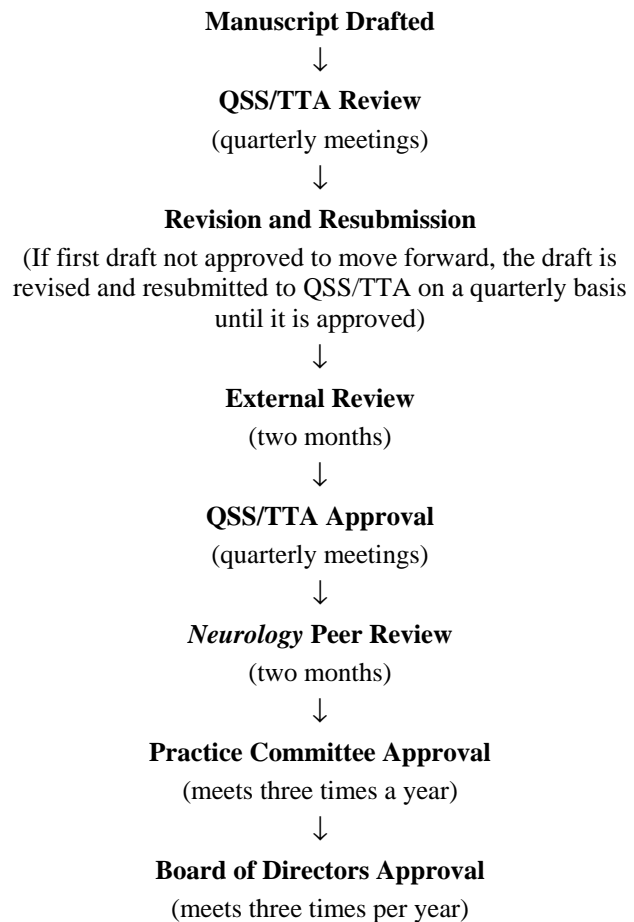 Manuscript Drafted
↓
QSS/TTA Review
(quarterly meetings)
↓
Revision and Resubmission
(If first draft not approved to move forward, the draft is
revised and resubmitted to QSS/TTA on a quarterly basis
until it is approved)
↓
External Review
(two months)
↓
QSS/TTA Approval
(quarterly meetings)
↓
Neurology Peer Review
(two months)
↓
Practice Committee Approval
(meets three times a year)
↓
Board of Directors Approval
(meets three times per year)